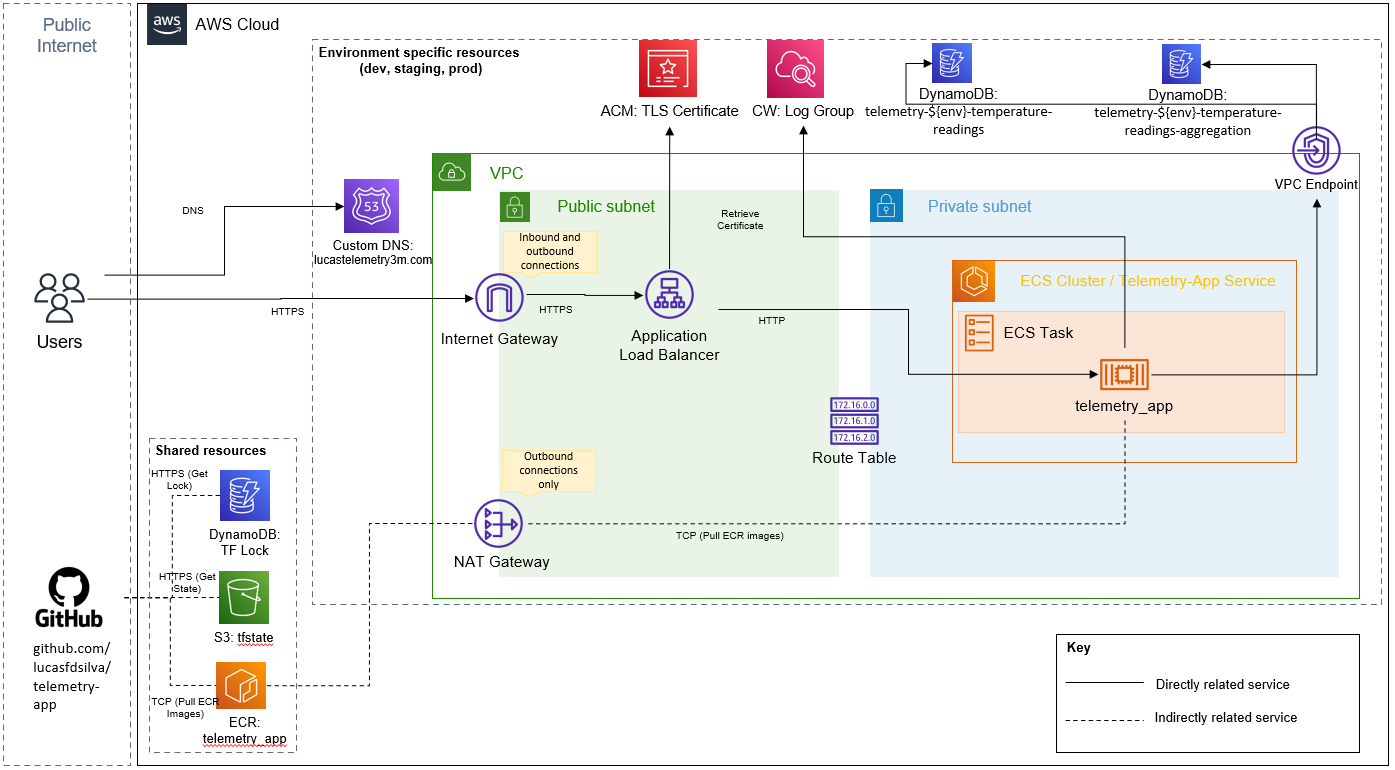 Public
Internet
aws
AWS Cloud
Environment specific resources
(dev, staging, prod)
ACM: TLS Certificate
CW: Log Group
DynamoDB:
telemetry-${env}-temperature-
readings
DynamoDB:
telemetry-${env}-temperature-
readings-aggregation
VPC Endpoint
VPC
Public subnet
Private subnet
DNS
53
Custom DNS:
lucastelemetry3m.com
Retrieve
Certificate
Inbound and
outbound
connections
Users
HTTPS
Internet Gateway
HTTPS
Application
Load Balancer
HTTP
ECS Cluster / Telemetry-App Service
ECS Task
telemetry_app
172.16.0.0
172.16.1.0
172.16.2.0
Route Table
Outbound
connections
only
NAT Gateway
TCP (Pull ECR images)
Shared resources
HTTPS (Get
Lock)
DynamoDB:
TF Lock
HTTPS (Get
State)
S3: tfstate
TCP (Pull ECR
Images)
ECR:
telemetry_app
GitHub
github.com/
lucasfdsilva/
telemetry-
app
Key
Directly related service
Indirectly related service